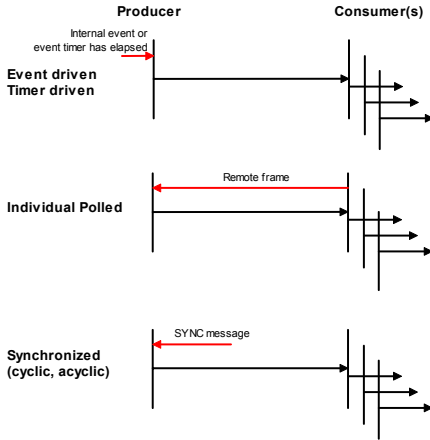 Producer
Consumer(s)
Internal event or
event timer has elapsed
Event driven
Timer driven
Remote frame
Individual Polled
SYNC message
Synchronized
(cyclic, acyclic)